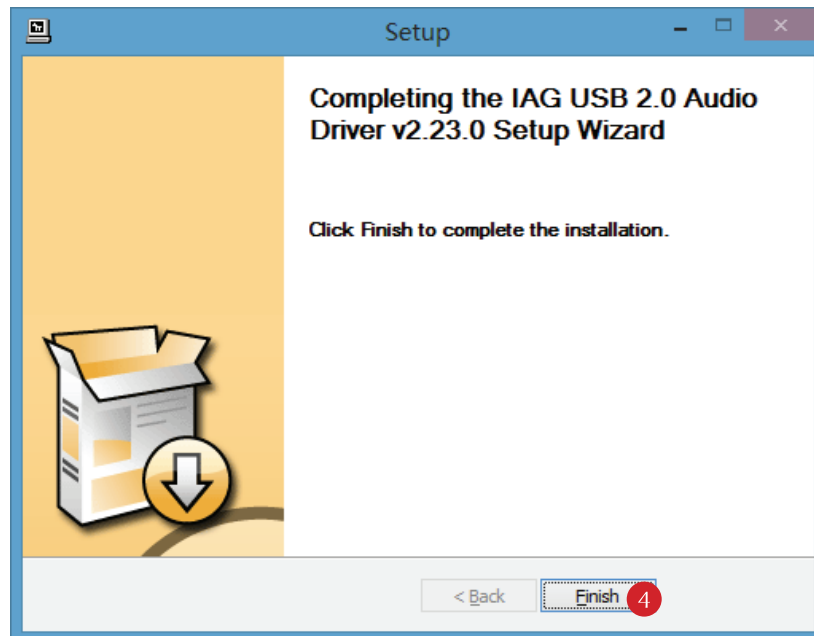 Setup
Completing the IAG USB 2.0 Audio
Driver v2.23.0 Setup Wizard
Click Finish to complete the installation.
< Back
Finish
4